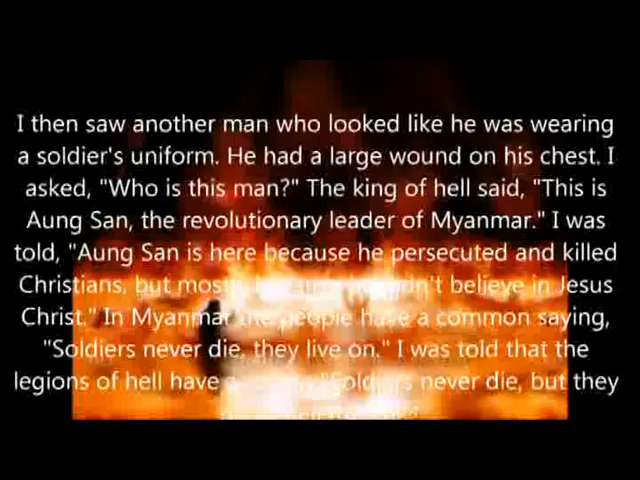 I then saw another man who looked like he was wearing
a soldier's uniform. He had a large wound on his chest. I
asked, "Who is this man?" The king of hell said, "This is
Aung San, the revolutionary leader of Myanmar." I was
told, "Aung San is here because he persecuted and killed
Christians, but mostly didn't believe in Jesus
Christ." In Myanmar the people have a common saying,
"Soldiers never die, they live on." I was told that the
legions of hell have "Soldiers never die, but they